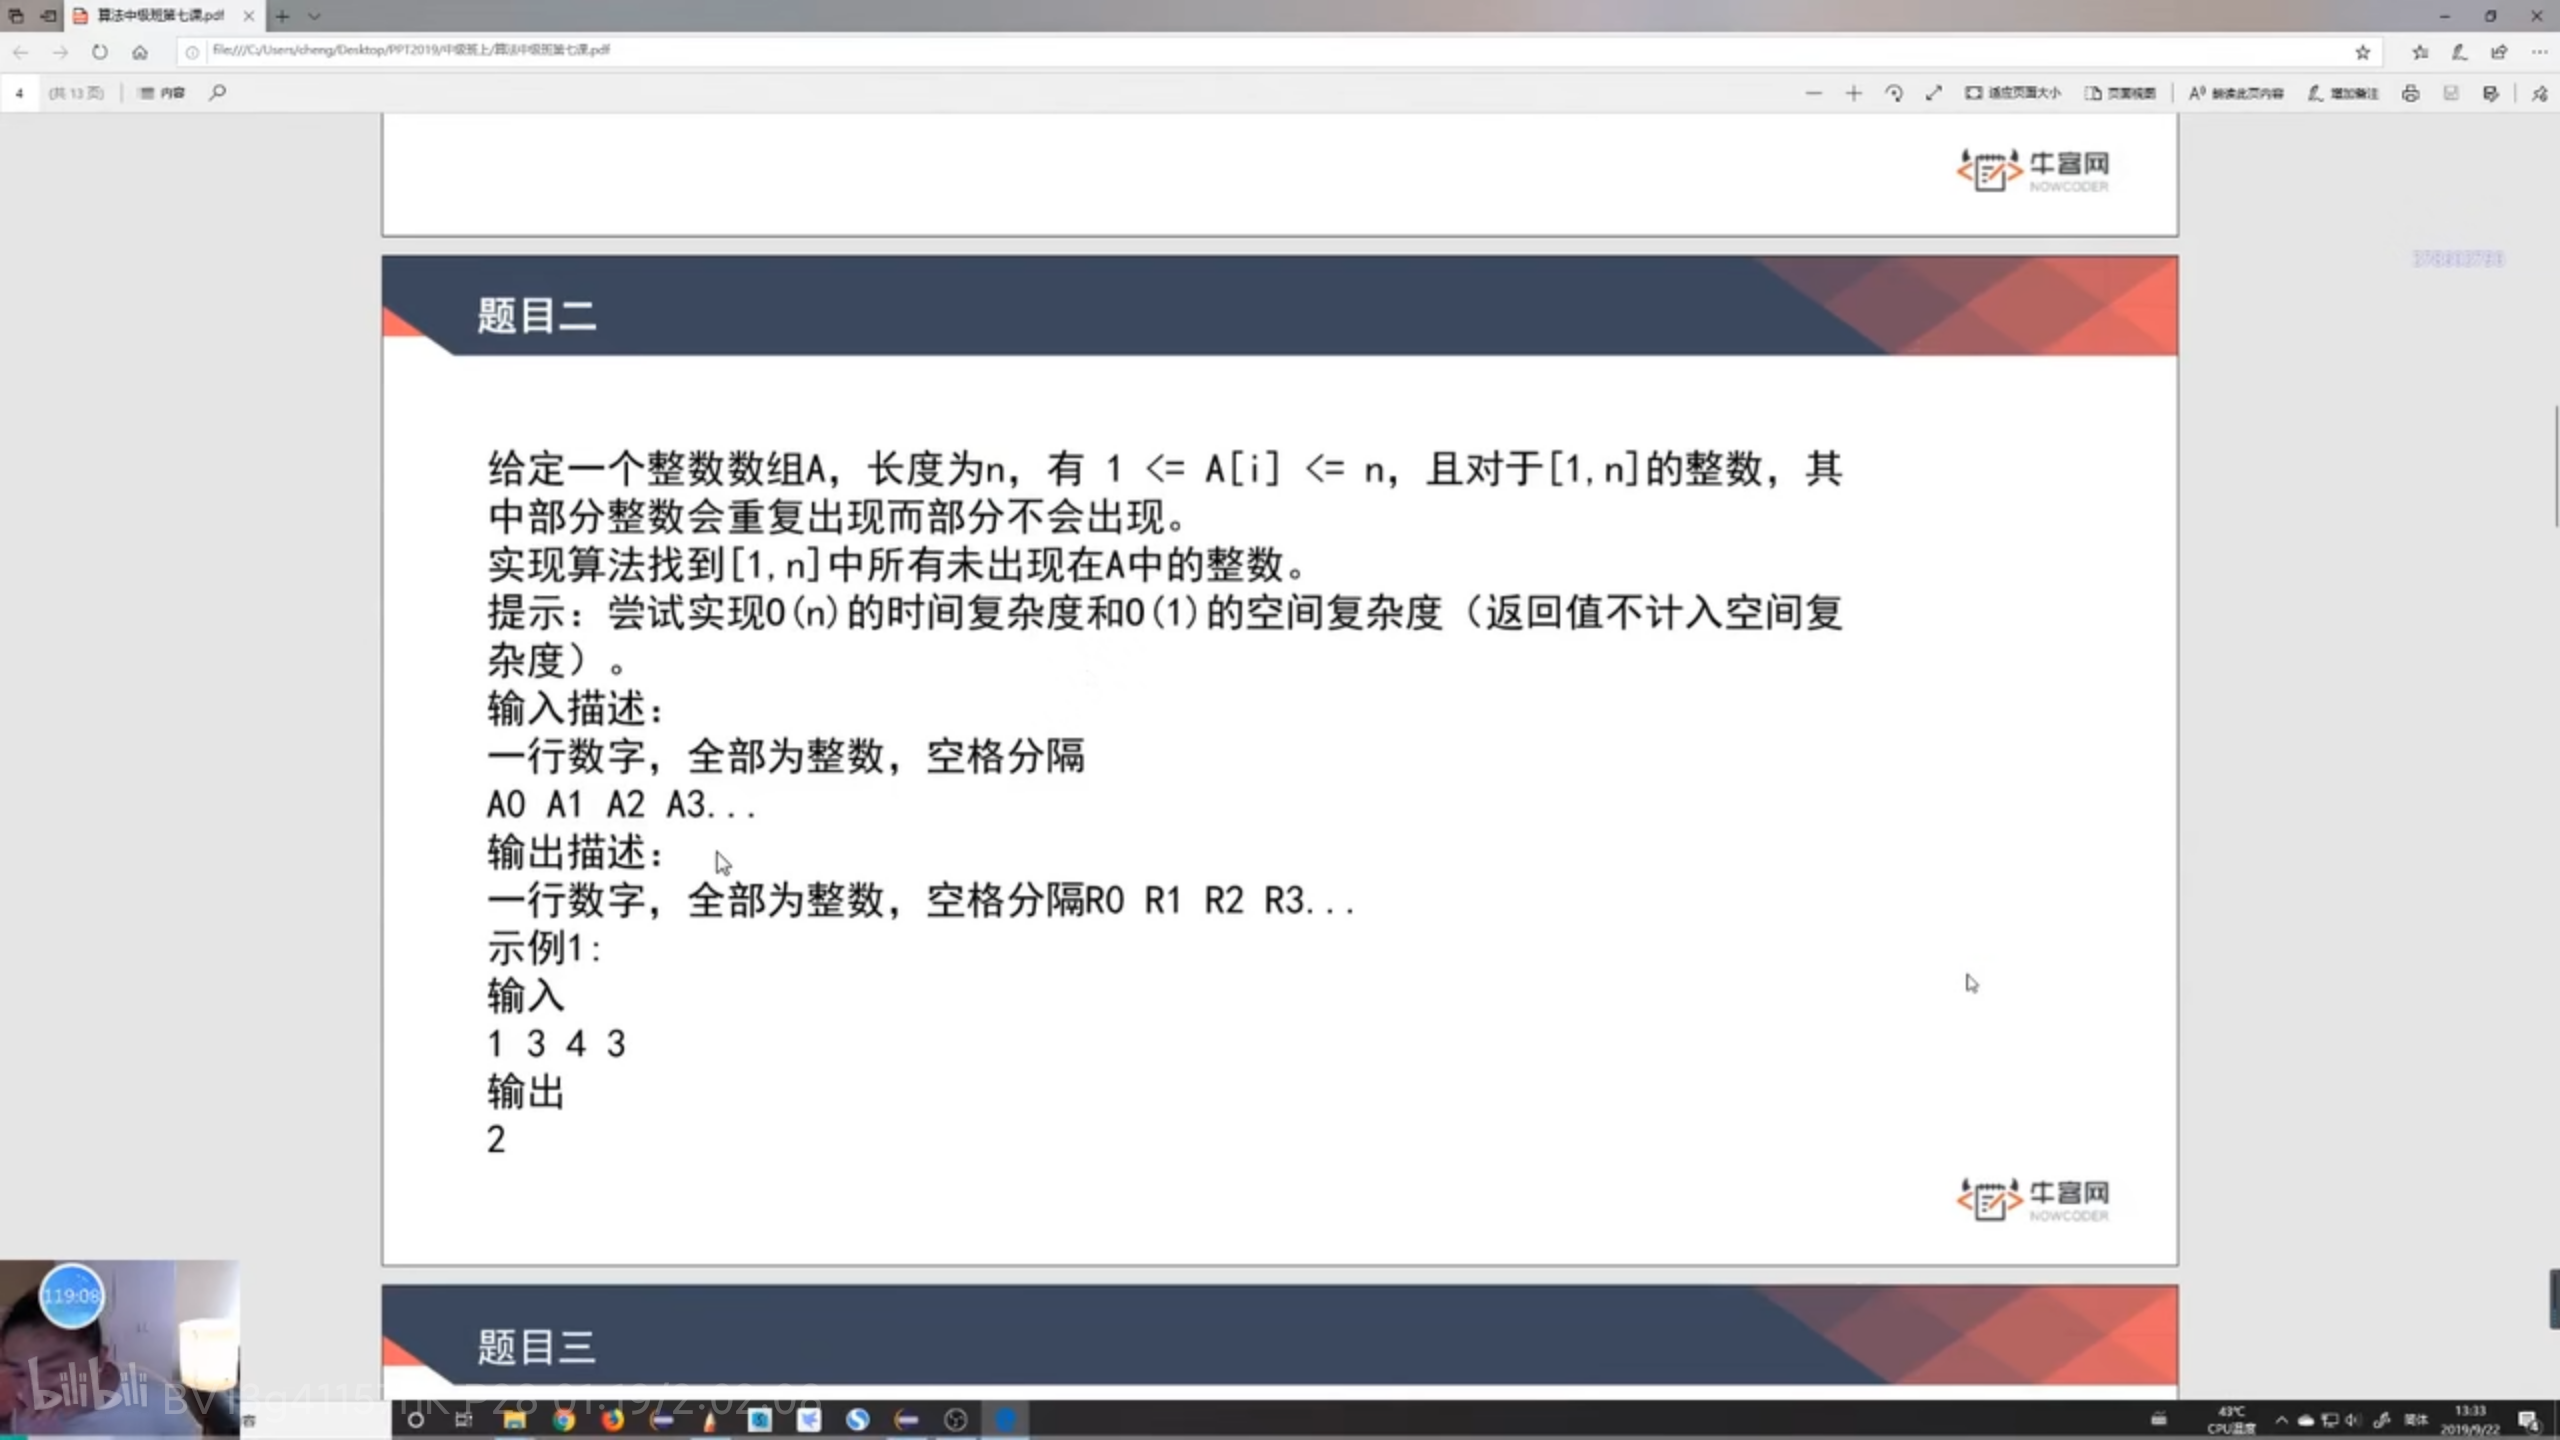 算法中级班第七课.pdf
file:///C:/Users/cheng/Desktop/PPT2019/中级班上/算法中级班第七课.pdf
4 (共 13 页) 内容 适应页面大小 页面视图 朗读此页内容 增加备注
牛客网
NOWCODER
题目二
给定一个整数数组A，长度为n，有 1 <= A[i] <= n，且对于[1,n]的整数，其
中部分整数会重复出现而部分不会出现。
实现算法找到[1,n]中所有未出现在A中的整数。
提示：尝试实现O(n)的时间复杂度和O(1)的空间复杂度（返回值不计入空间复
杂度）。
输入描述：
一行数字，全部为整数，空格分隔
A0 A1 A2 A3...
输出描述：
一行数字，全部为整数，空格分隔R0 R1 R2 R3...
示例1:
输入
1 3 4 3
输出
2
牛客网
NOWCODER
题目三
119:08
bilibili
P28 01:19/2:02:08
43℃
CPU温度
简体
13:33
2019/9/22